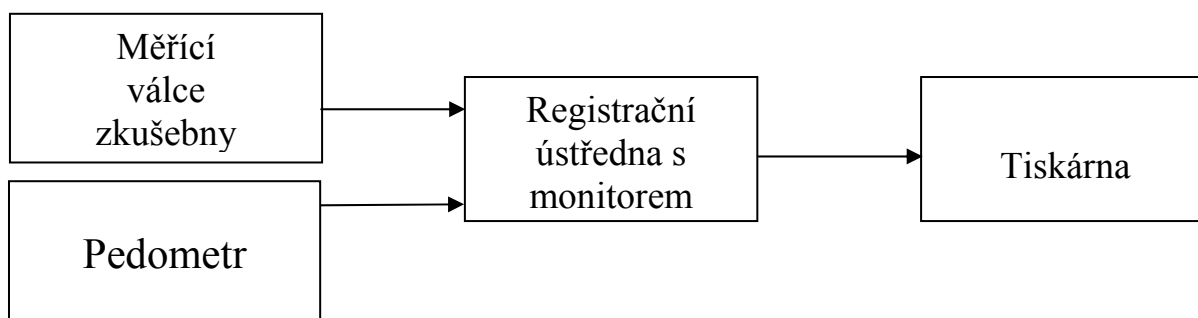 Měřící
válce
zkušebny
Pedometr
Registrační
ústředna s
monitorem
Tiskárna